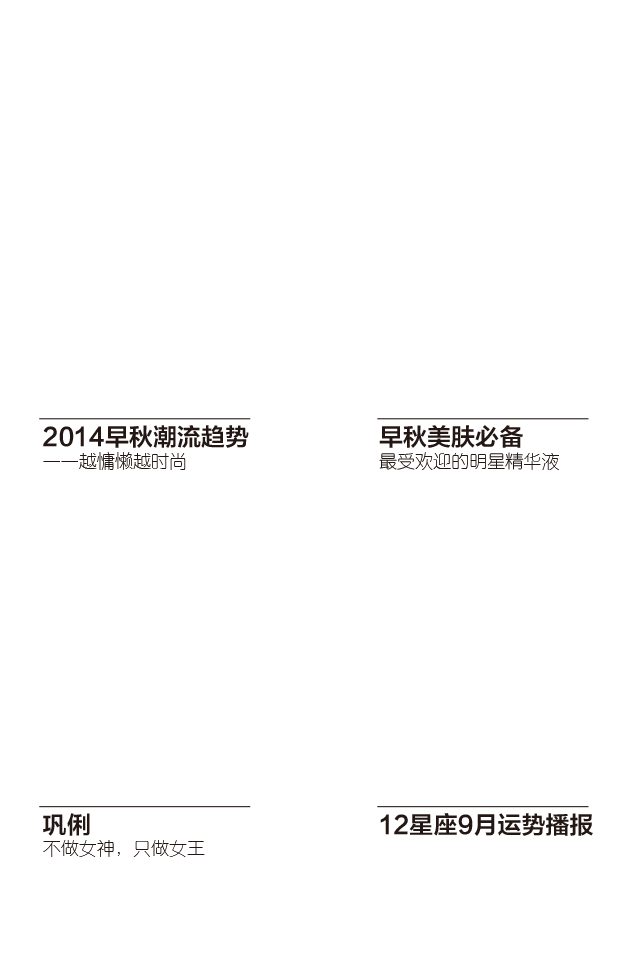 2014早秋潮流趋势
——越慵懒越时尚
早秋美肤必备
最受欢迎的明星精华液
巩俐
不做女神，只做女王
12星座9月运势播报